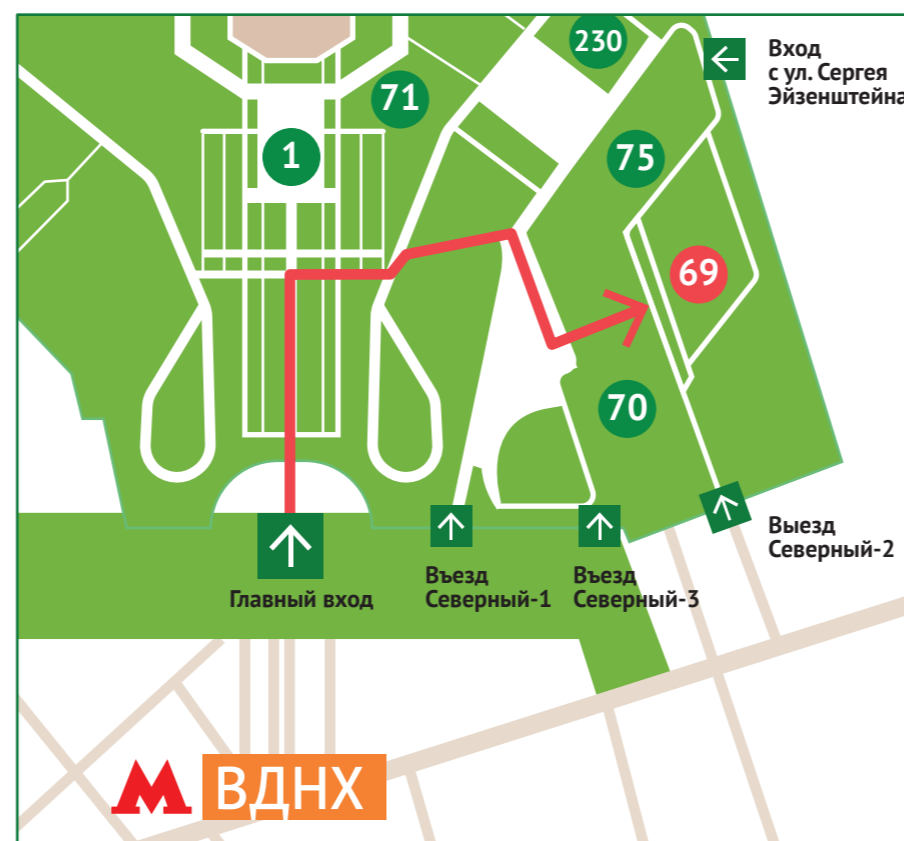 230
Вход
с ул. Сергея
Эйзенштейна
71
1
75
69
70
Главный вход
Въезд
Северный-1
Въезд
Северный-3
Выезд
Северный-2
М ВДНХ